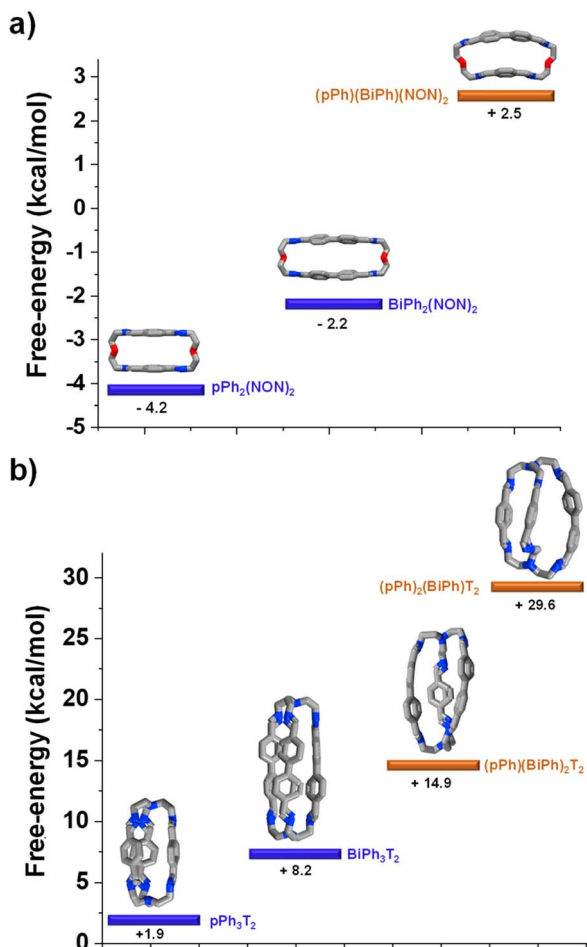 a)
Free-energy (kcal/mol)
3
2
1
0
-1
-2
-3
-4
-5
(pPh)(BiPh)(NON)₂
+ 2.5
BiPh₂(NON)₂
- 2.2
pPh₂(NON)₂
- 4.2
b)
Free-energy (kcal/mol)
30
25
20
15
10
5
0
(pPh)₂(BiPh)T₂
+ 29.6
(pPh)(BiPh)₂T₂
+ 14.9
BiPh₃T₂
+ 8.2
pPh₃T₂
+1.9